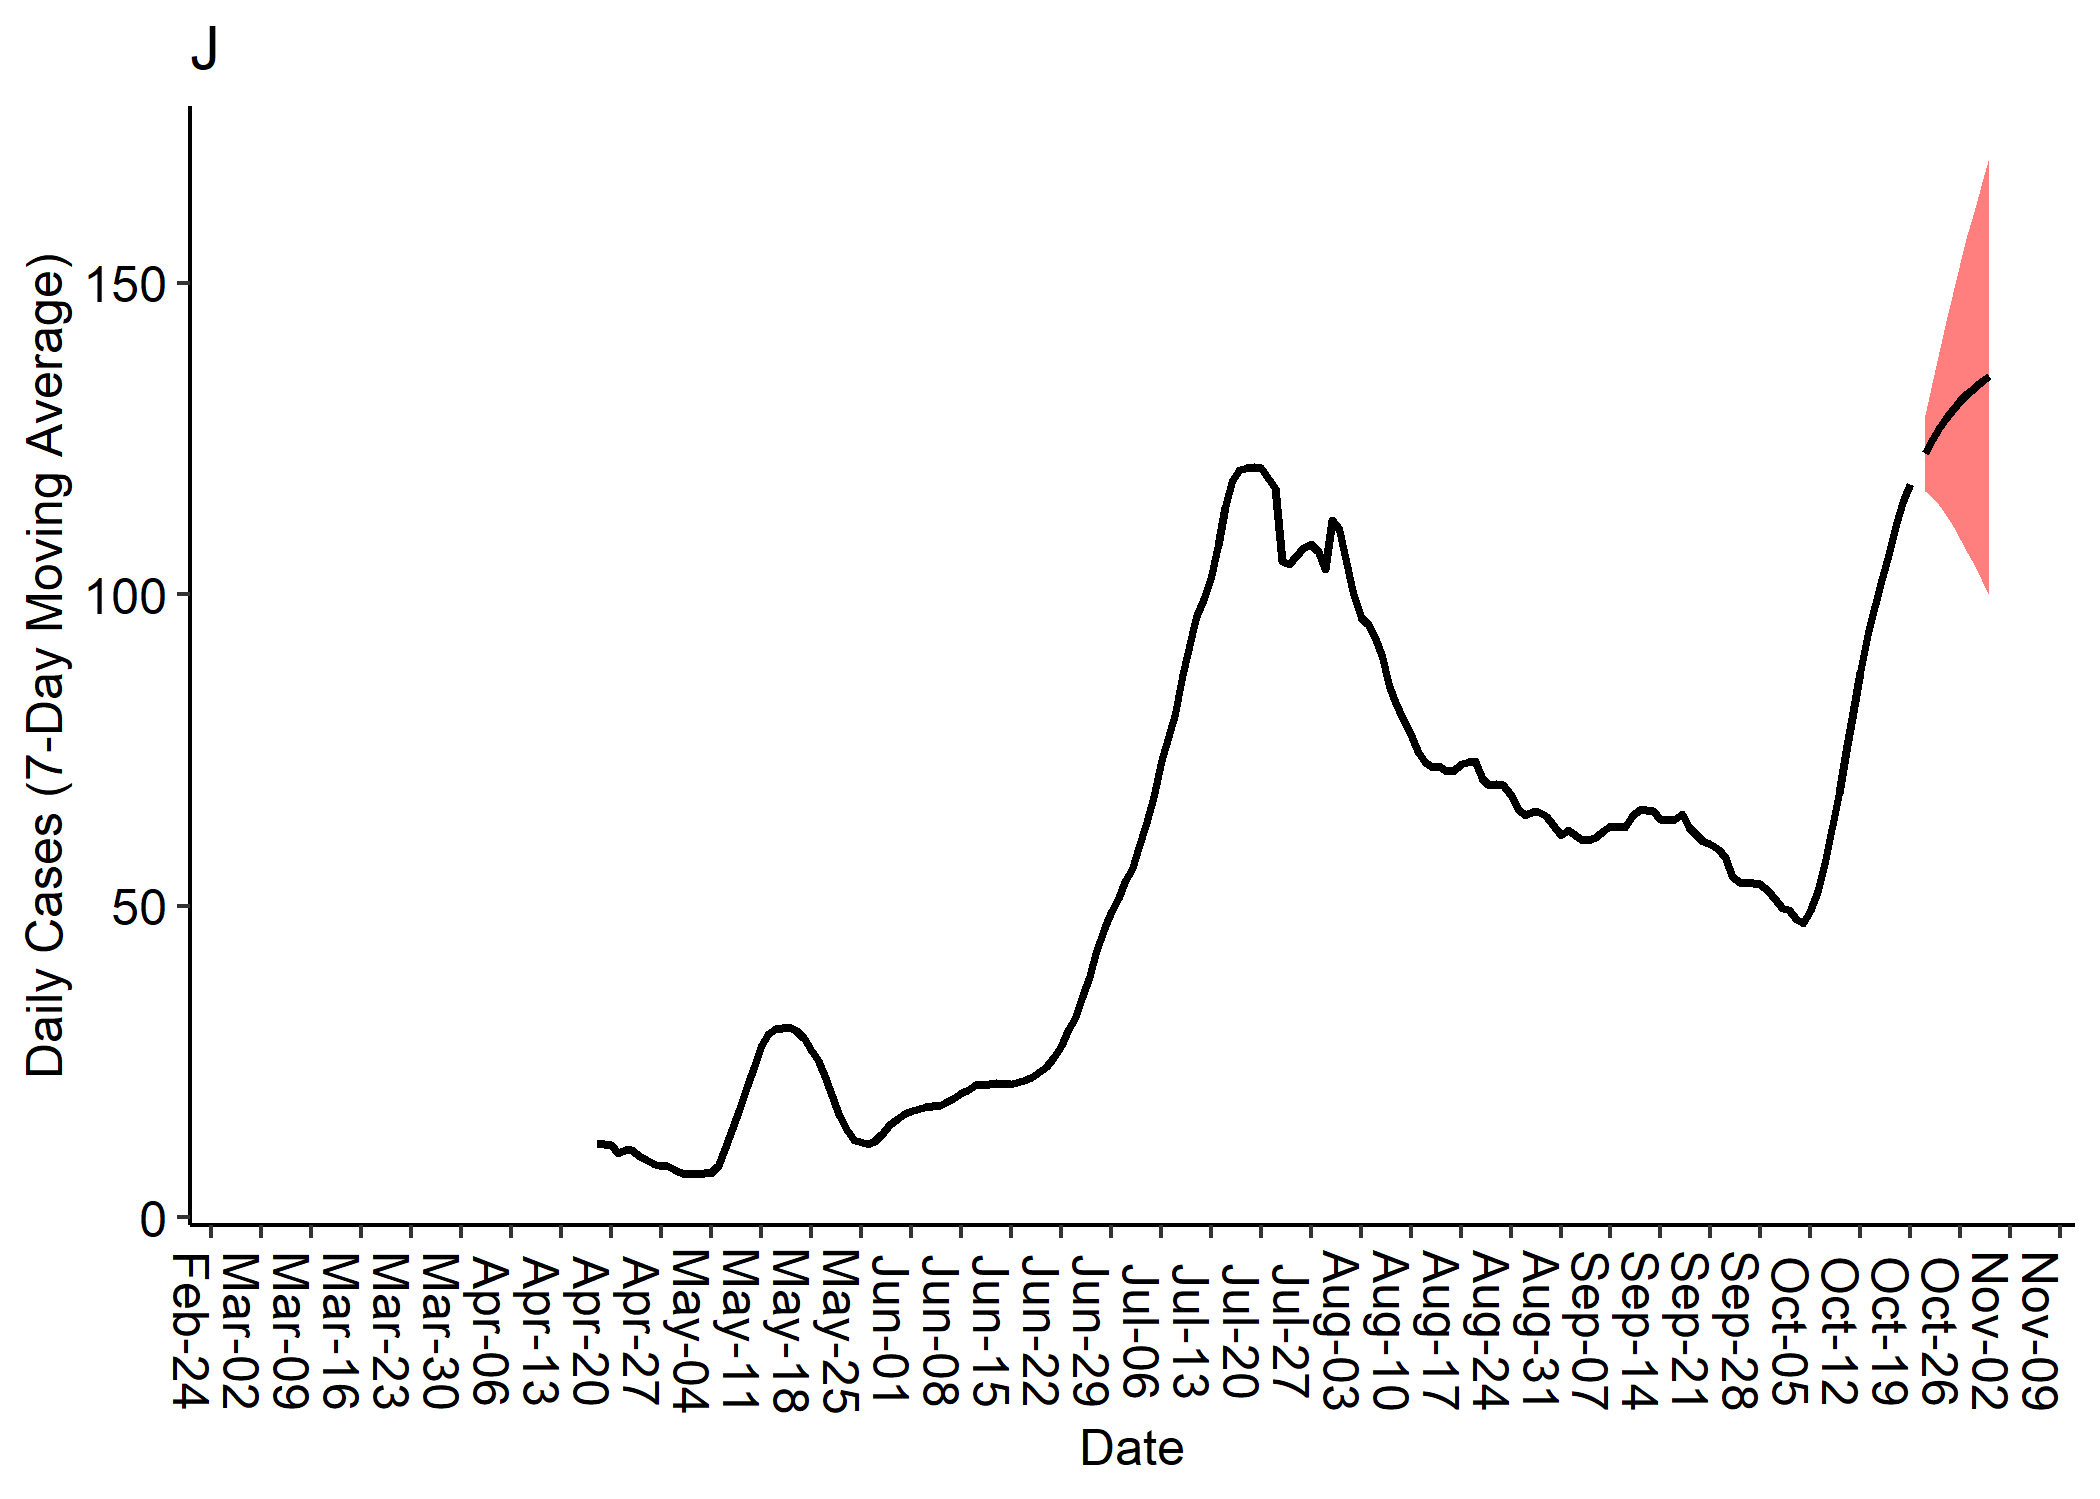 J
Daily Cases (7-Day Moving Average)
150
100
50
0
Feb-24
Mar-02
Mar-09
Mar-16
Mar-23
Mar-30
Apr-06
Apr-13
Apr-20
Apr-27
May-04
May-11
May-18
May-25
Jun-01
Jun-08
Jun-15
Jun-22
Jun-29
Jul-06
Jul-13
Jul-20
Jul-27
Aug-03
Aug-10
Aug-17
Aug-24
Aug-31
Sep-07
Sep-14
Sep-21
Sep-28
Oct-05
Oct-12
Oct-19
Oct-26
Nov-02
Nov-09
Date